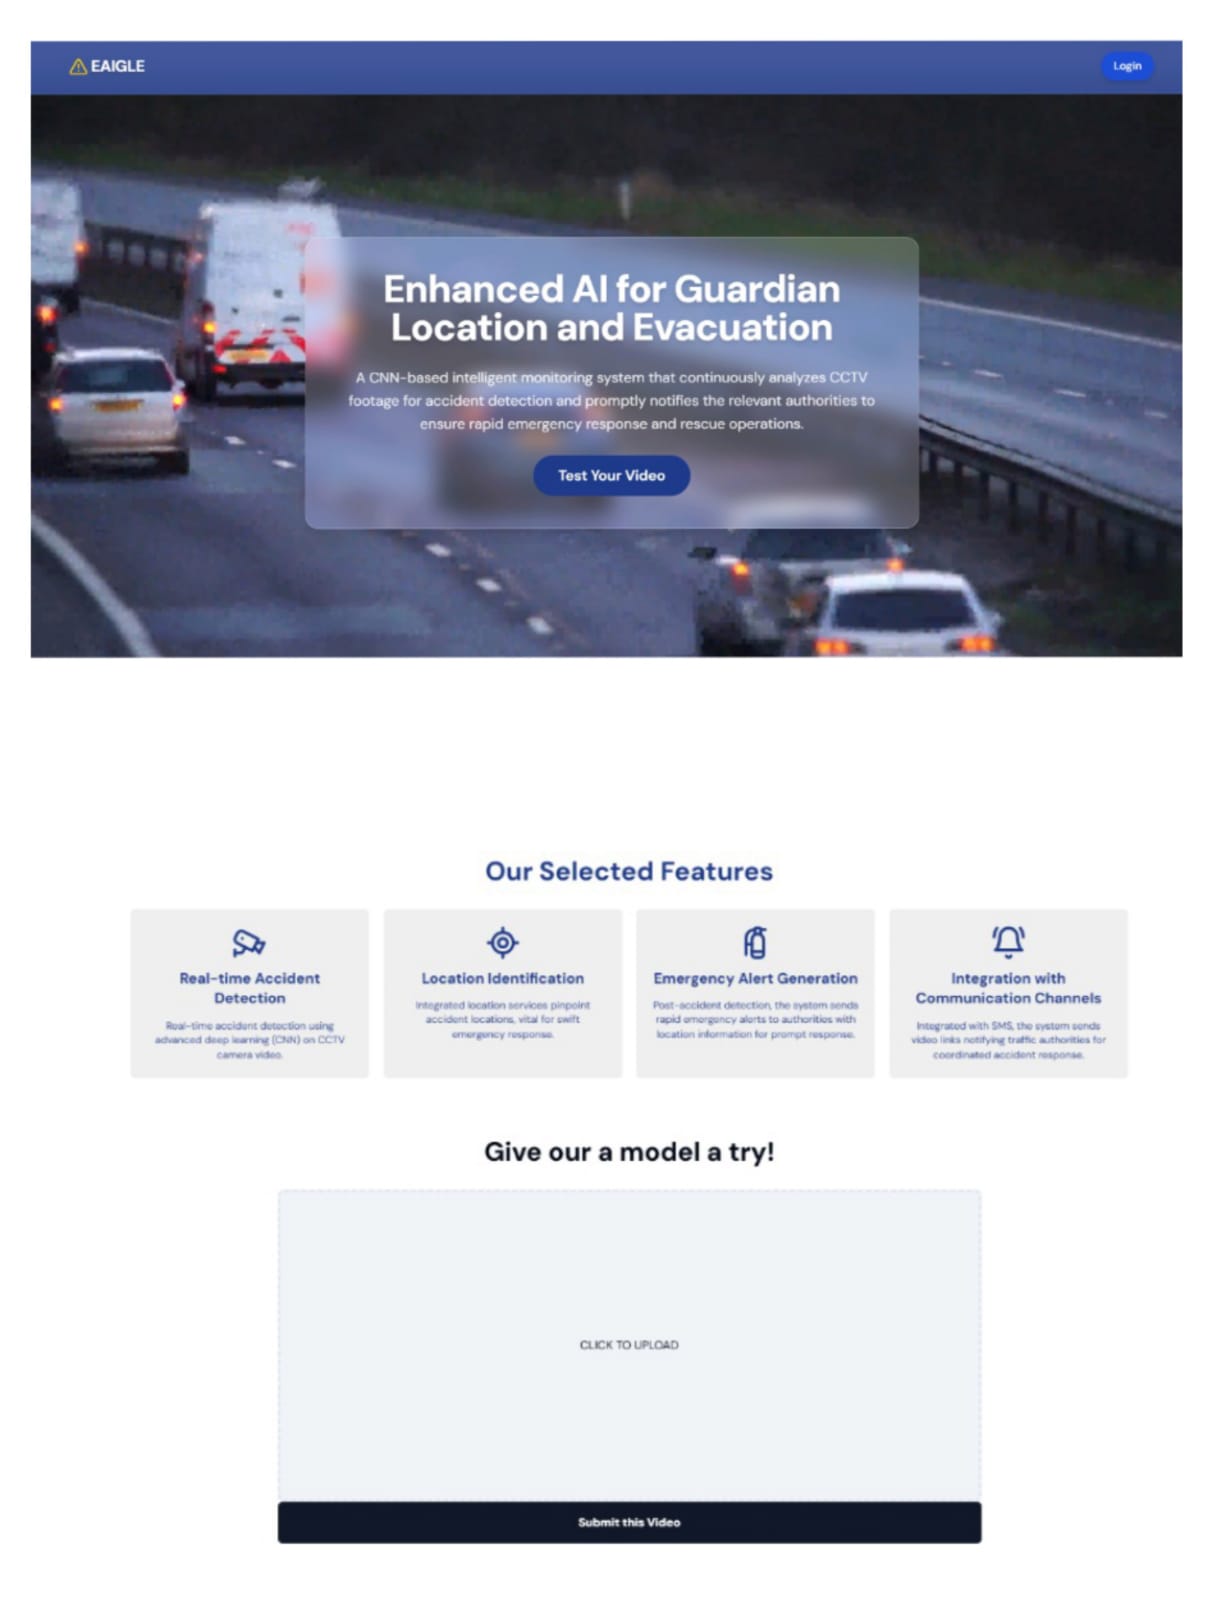 EAIGLE
Login
Enhanced AI for Guardian
Location and Evacuation
A CNN-based intelligent monitoring system that continuously analyzes CCTV
footage for accident detection and promptly notifies the relevant authorities to
ensure rapid emergency response and rescue operations.
Test Your Video
Our Selected Features
Real-time Accident
Detection
Real-time accident detection using
advanced deep learning (CNN) on CCTV
camera video.
Location Identification
Integrated location services pinpoint
accident locations, vital for swift
emergency response.
Emergency Alert Generation
Post-accident detection, the system sends
rapid emergency alerts to authorities with
location information for prompt response.
Integration with
Communication Channels
Integrated with SMS, the system sends
video links notifying traffic authorities for
coordinated accident response.
Give our a model a try!
CLICK TO UPLOAD
Submit this Video